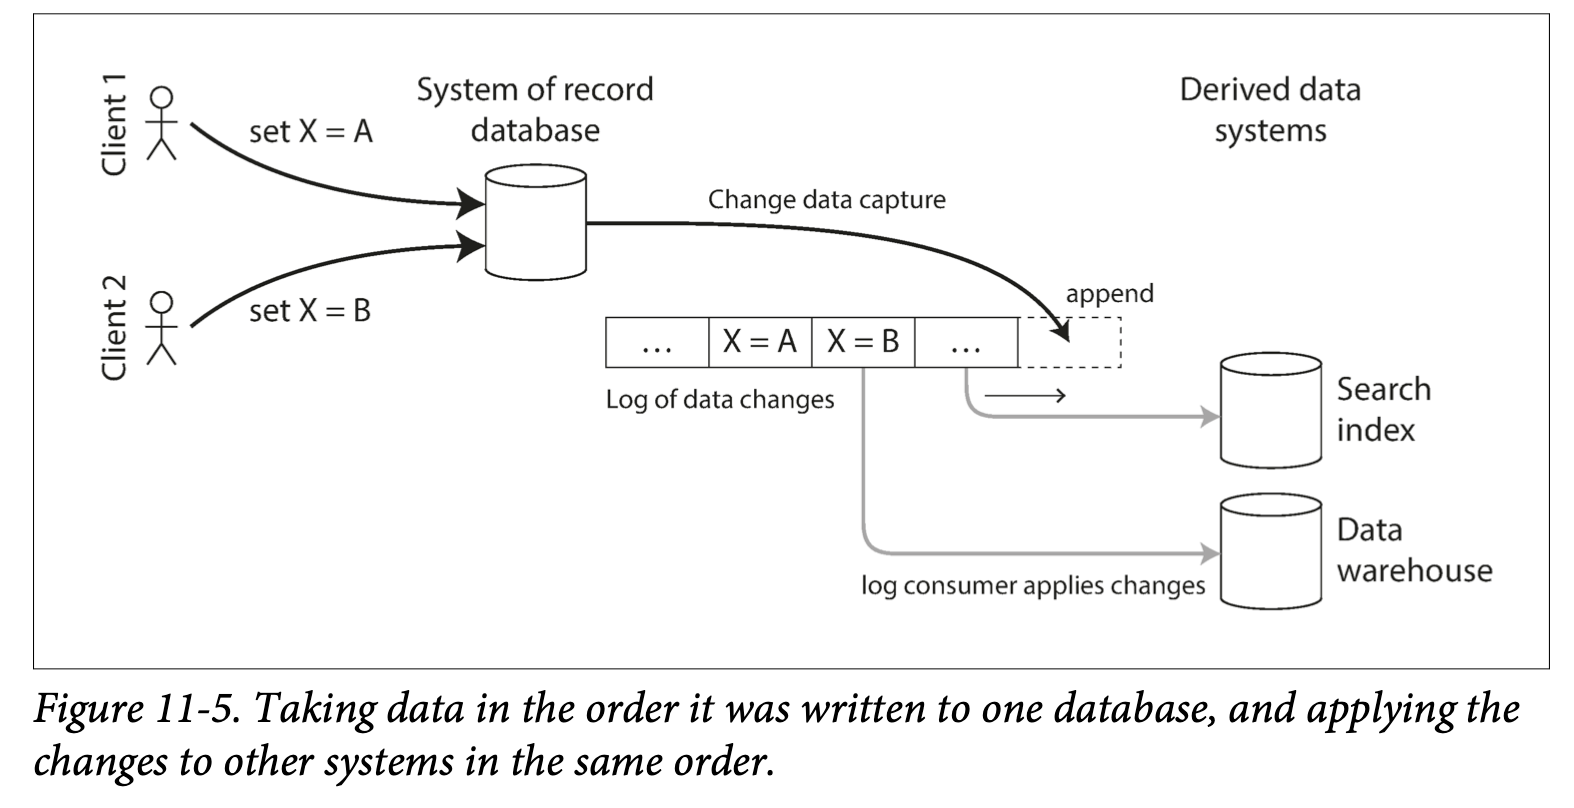 Client 1
set X = A
System of record
database
Derived data
systems
Change data capture
Client 2
set X = B
append
... X = A X = B ...
Log of data changes
Search
index
Data
warehouse
log consumer applies changes
Figure 11-5. Taking data in the order it was written to one database, and applying the
changes to other systems in the same order.